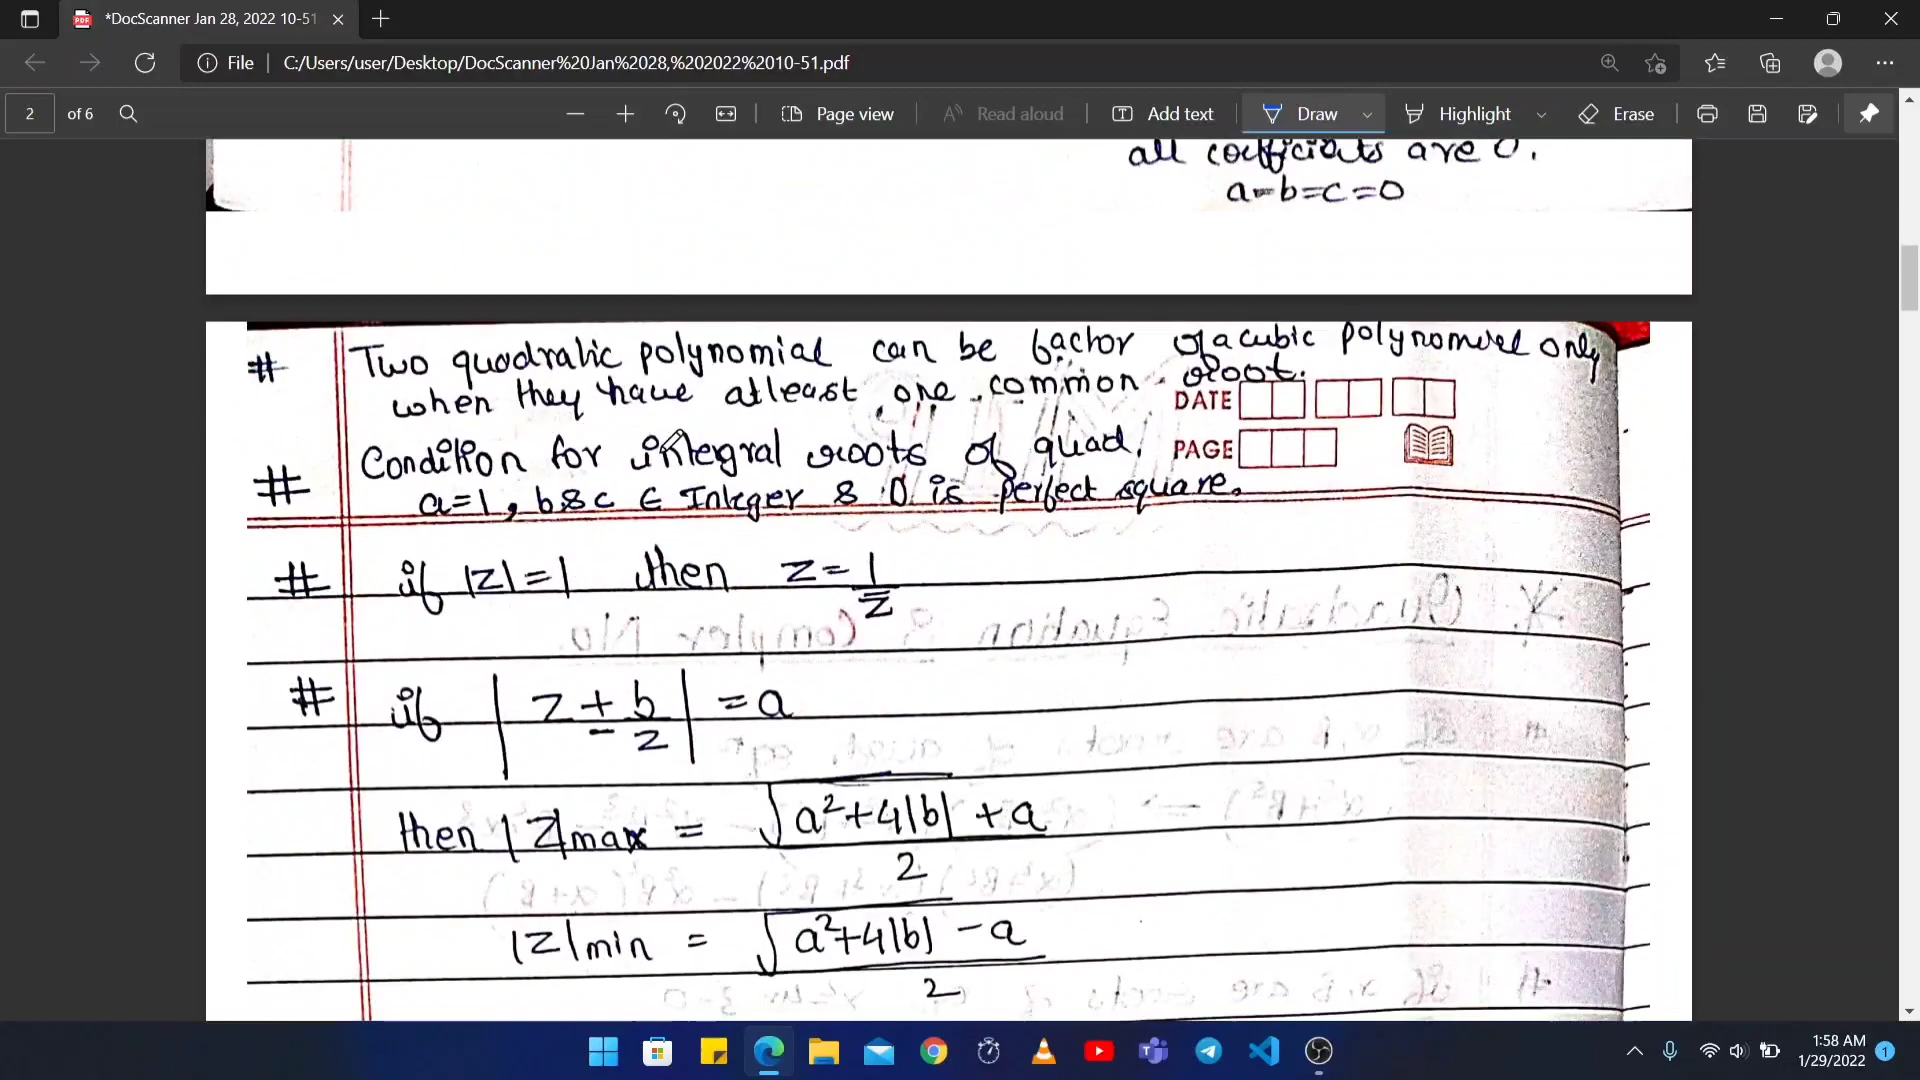 *DocScanner Jan 28, 2022 10-51
File
C:/Users/user/Desktop/DocScanner%20Jan%2028,%202022%2010-51.pdf
2 of 6
Page view
Read aloud
Add text
Draw
Highlight
Erase
all coefficients are 0.
a=b=c=0
# Two quadratic polynomial can be factor of a cubic polynomial only
when they have atleast one common root.
DATE
# Condition for integral roots of quad.
PAGE
a=1, b&c ∈ Integer & D is perfect square.
# if |z|=1 then z=1/z̄
# if |z ± b/z| = a
then |z|max = (√(a²+4|b|) + a)/2
|z|min = (√(a²+4|b|) - a)/2
1:58 AM
1/29/2022
1